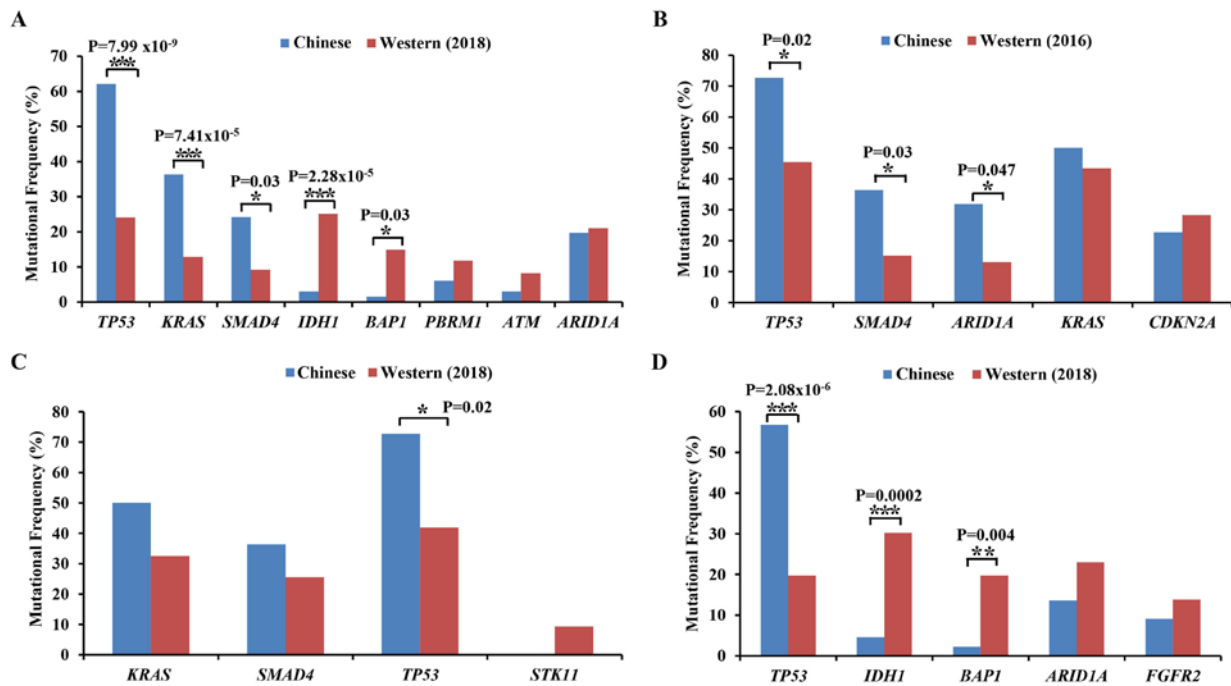 A
Chinese Western (2018)
P=7.99 x10-9
***
P=7.41x10-5
***
P=0.03
*
P=2.28x10-5
***
P=0.03
*
Mutational Frequency (%)
70
60
50
40
30
20
10
0
TP53 KRAS SMAD4 IDH1 BAP1 PBRM1 ATM ARID1A
B
Chinese Western (2016)
P=0.02
*
P=0.03
*
P=0.047
*
Mutational Frequency (%)
80
70
60
50
40
30
20
10
0
TP53 SMAD4 ARID1A KRAS CDKN2A
C
Chinese Western (2018)
* P=0.02
Mutational Frequency (%)
80
70
60
50
40
30
20
10
0
KRAS SMAD4 TP53 STK11
D
Chinese Western (2018)
P=2.08x10-6
***
P=0.0002
***
P=0.004
**
Mutational Frequency (%)
60
50
40
30
20
10
0
TP53 IDH1 BAP1 ARID1A FGFR2